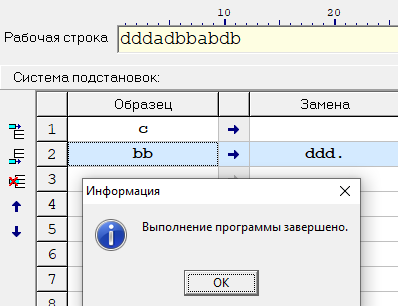 10 20
Рабочая строка dddadbbabdb
Система подстановок:
Образец Замена
1 c
2 bb ddd.
3
Информация
4
5 Выполнение программы завершено.
6
7 OK
8